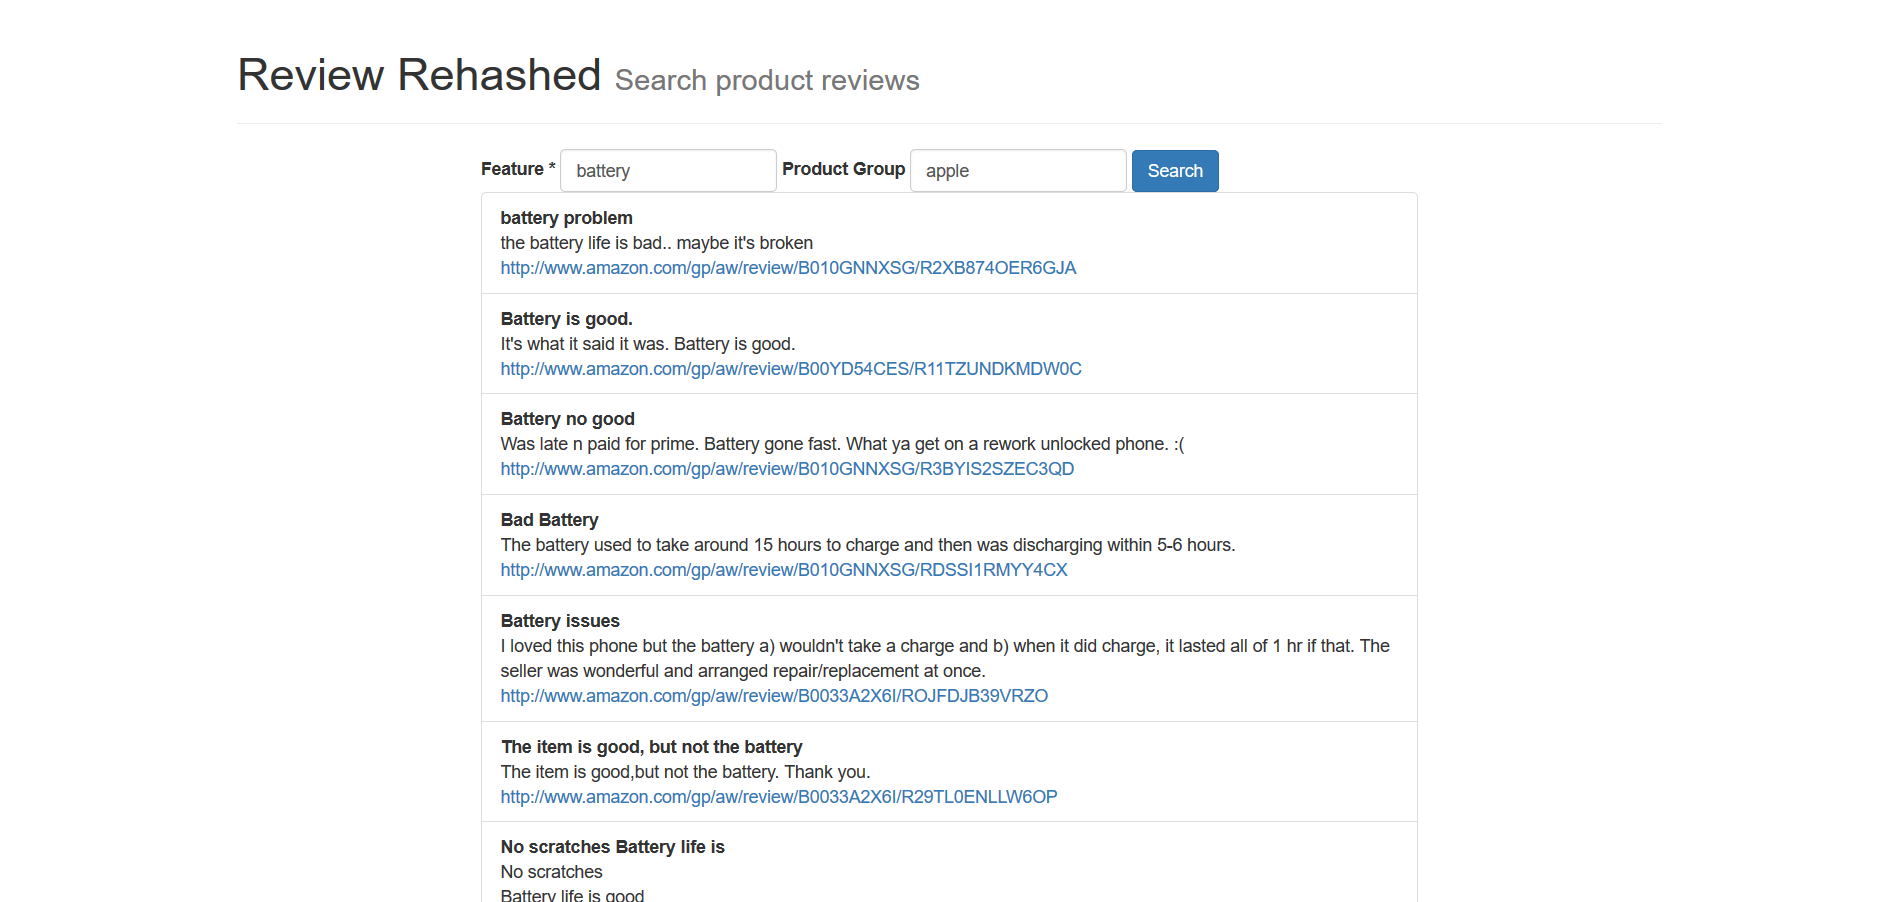 Review Rehashed Search product reviews
Feature * battery Product Group apple Search
battery problem
the battery life is bad.. maybe it's broken
http://www.amazon.com/gp/aw/review/B010GNNXSG/R2XB874OER6GJA
Battery is good.
It's what it said it was. Battery is good.
http://www.amazon.com/gp/aw/review/B00YD54CES/R11TZUNDKMDW0C
Battery no good
Was late n paid for prime. Battery gone fast. What ya get on a rework unlocked phone. :(
http://www.amazon.com/gp/aw/review/B010GNNXSG/R3BYIS2SZEC3QD
Bad Battery
The battery used to take around 15 hours to charge and then was discharging within 5-6 hours.
http://www.amazon.com/gp/aw/review/B010GNNXSG/RDSSI1RMYY4CX
Battery issues
I loved this phone but the battery a) wouldn't take a charge and b) when it did charge, it lasted all of 1 hr if that. The
seller was wonderful and arranged repair/replacement at once.
http://www.amazon.com/gp/aw/review/B0033A2X6I/ROJFDJB39VRZO
The item is good, but not the battery
The item is good,but not the battery. Thank you.
http://www.amazon.com/gp/aw/review/B0033A2X6I/R29TL0ENLLW6OP
No scratches Battery life is
No scratches
Battery life is good